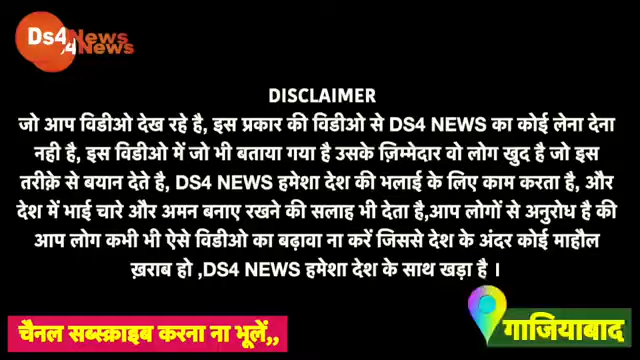 Ds4 News
4 News
DISCLAIMER
जो आप विडीओ देख रहे है, इस प्रकार की विडीओ से DS4 NEWS का कोई लेना देना
नही है, इस विडीओ में जो भी बताया गया है उसके ज़िम्मेदार वो लोग खुद है जो इस
तरीक़े से बयान देते है, DS4 NEWS हमेशा देश की भलाई के लिए काम करता है, और
देश में भाई चारे और अमन बनाए रखने की सलाह भी देता है,आप लोगों से अनुरोध है की
आप लोग कभी भी ऐसे विडीओ का बढ़ावा ना करें जिससे देश के अंदर कोई माहौल
ख़राब हो ,DS4 NEWS हमेशा देश के साथ खड़ा है ।
चैनल सब्स्क्राइब करना ना भूलें,,
गाजियाबाद